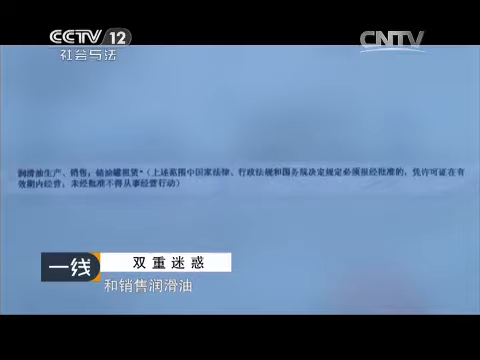 CCTV 12
社会与法
CNTV
润滑油生产、销售，储油罐租赁*（上述范围中国家法律、行政法规和国务院决定规定必须报经批准的，凭许可证在有
效期内经营，未经批准不得从事经营行动）
一线
双重迷惑
和销售润滑油